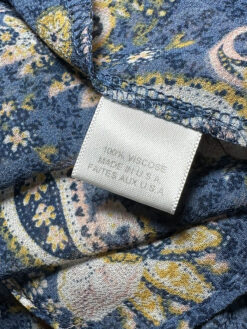 100% VISCOSE
MADE IN U.S.A
FAITES AUX U.S.A